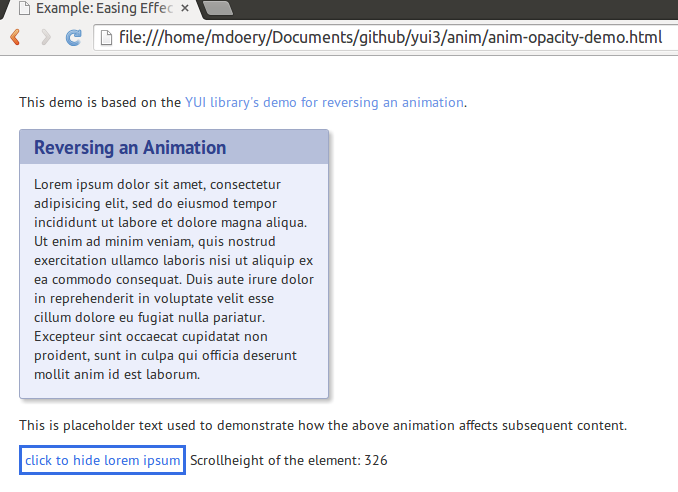 Example: Easing Effec
file:///home/mdoery/Documents/github/yui3/anim/anim-opacity-demo.html
This demo is based on the YUI library's demo for reversing an animation.
Reversing an Animation
Lorem ipsum dolor sit amet, consectetur
adipisicing elit, sed do eiusmod tempor
incididunt ut labore et dolore magna aliqua.
Ut enim ad minim veniam, quis nostrud
exercitation ullamco laboris nisi ut aliquip ex
ea commodo consequat. Duis aute irure dolor
in reprehenderit in voluptate velit esse
cillum dolore eu fugiat nulla pariatur.
Excepteur sint occaecat cupidatat non
proident, sunt in culpa qui officia deserunt
mollit anim id est laborum.
This is placeholder text used to demonstrate how the above animation affects subsequent content.
click to hide lorem ipsum Scrollheight of the element: 326